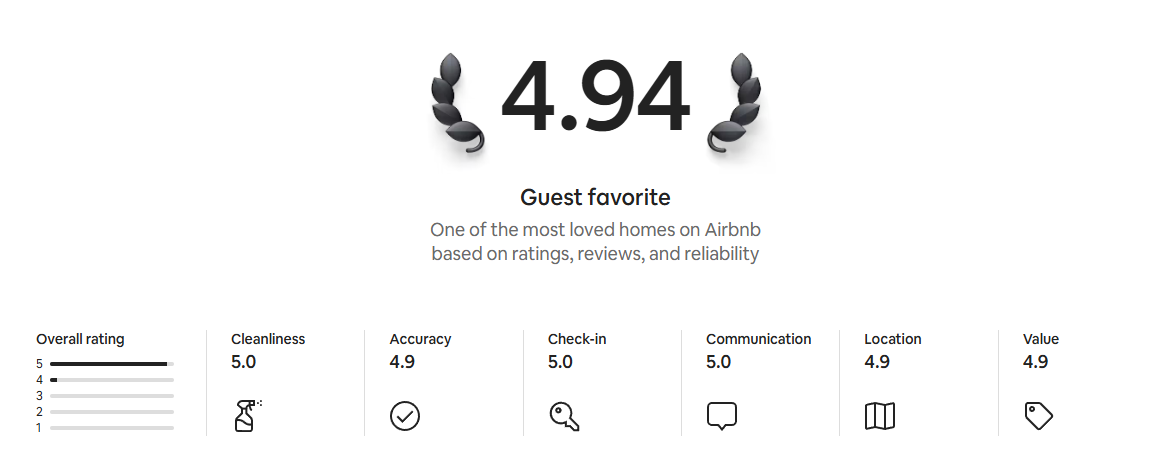 4.94
Guest favorite
One of the most loved homes on Airbnb
based on ratings, reviews, and reliability
Overall rating
5
4
3
2
1
Cleanliness
5.0
Accuracy
4.9
Check-in
5.0
Communication
5.0
Location
4.9
Value
4.9